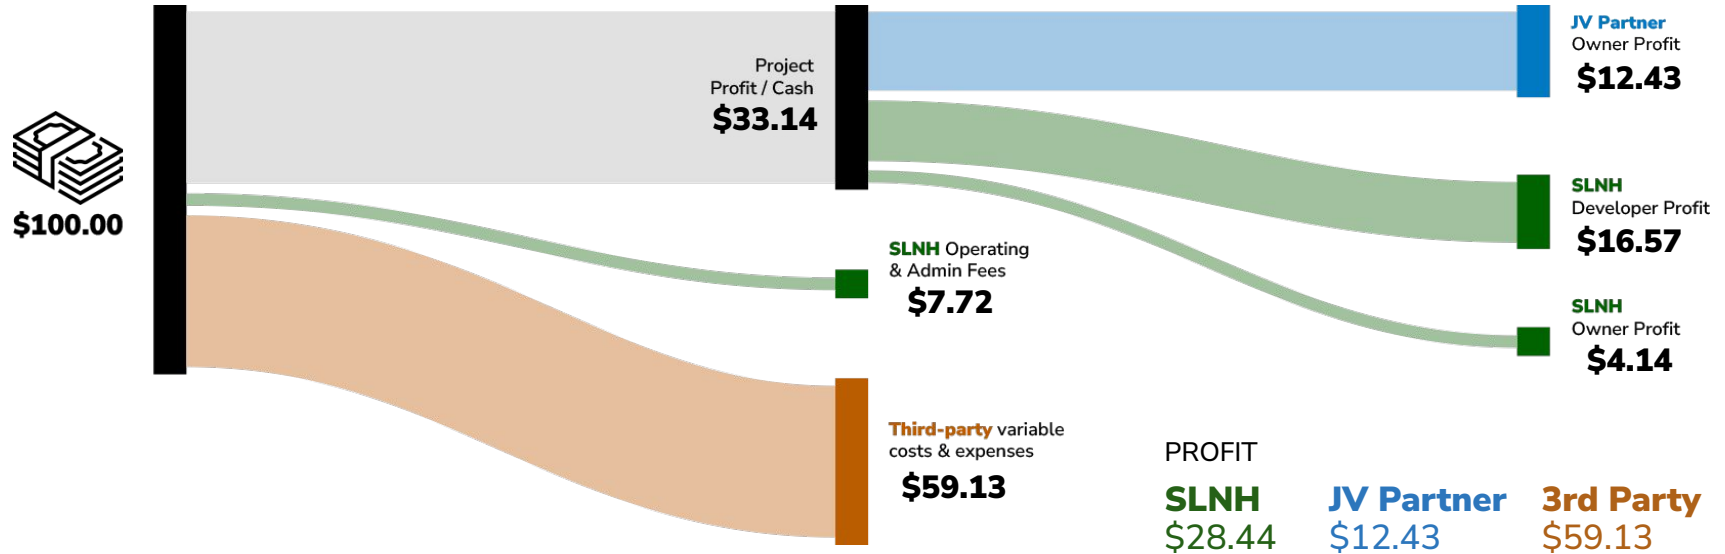 $100.00
Project
Profit / Cash
$33.14
SLNH Operating
& Admin Fees
$7.72
Third-party variable
costs & expenses
$59.13
JV Partner
Owner Profit
$12.43
SLNH
Developer Profit
$16.57
SLNH
Owner Profit
$4.14
PROFIT
SLNH JV Partner 3rd Party
$28.44 $12.43 $59.13